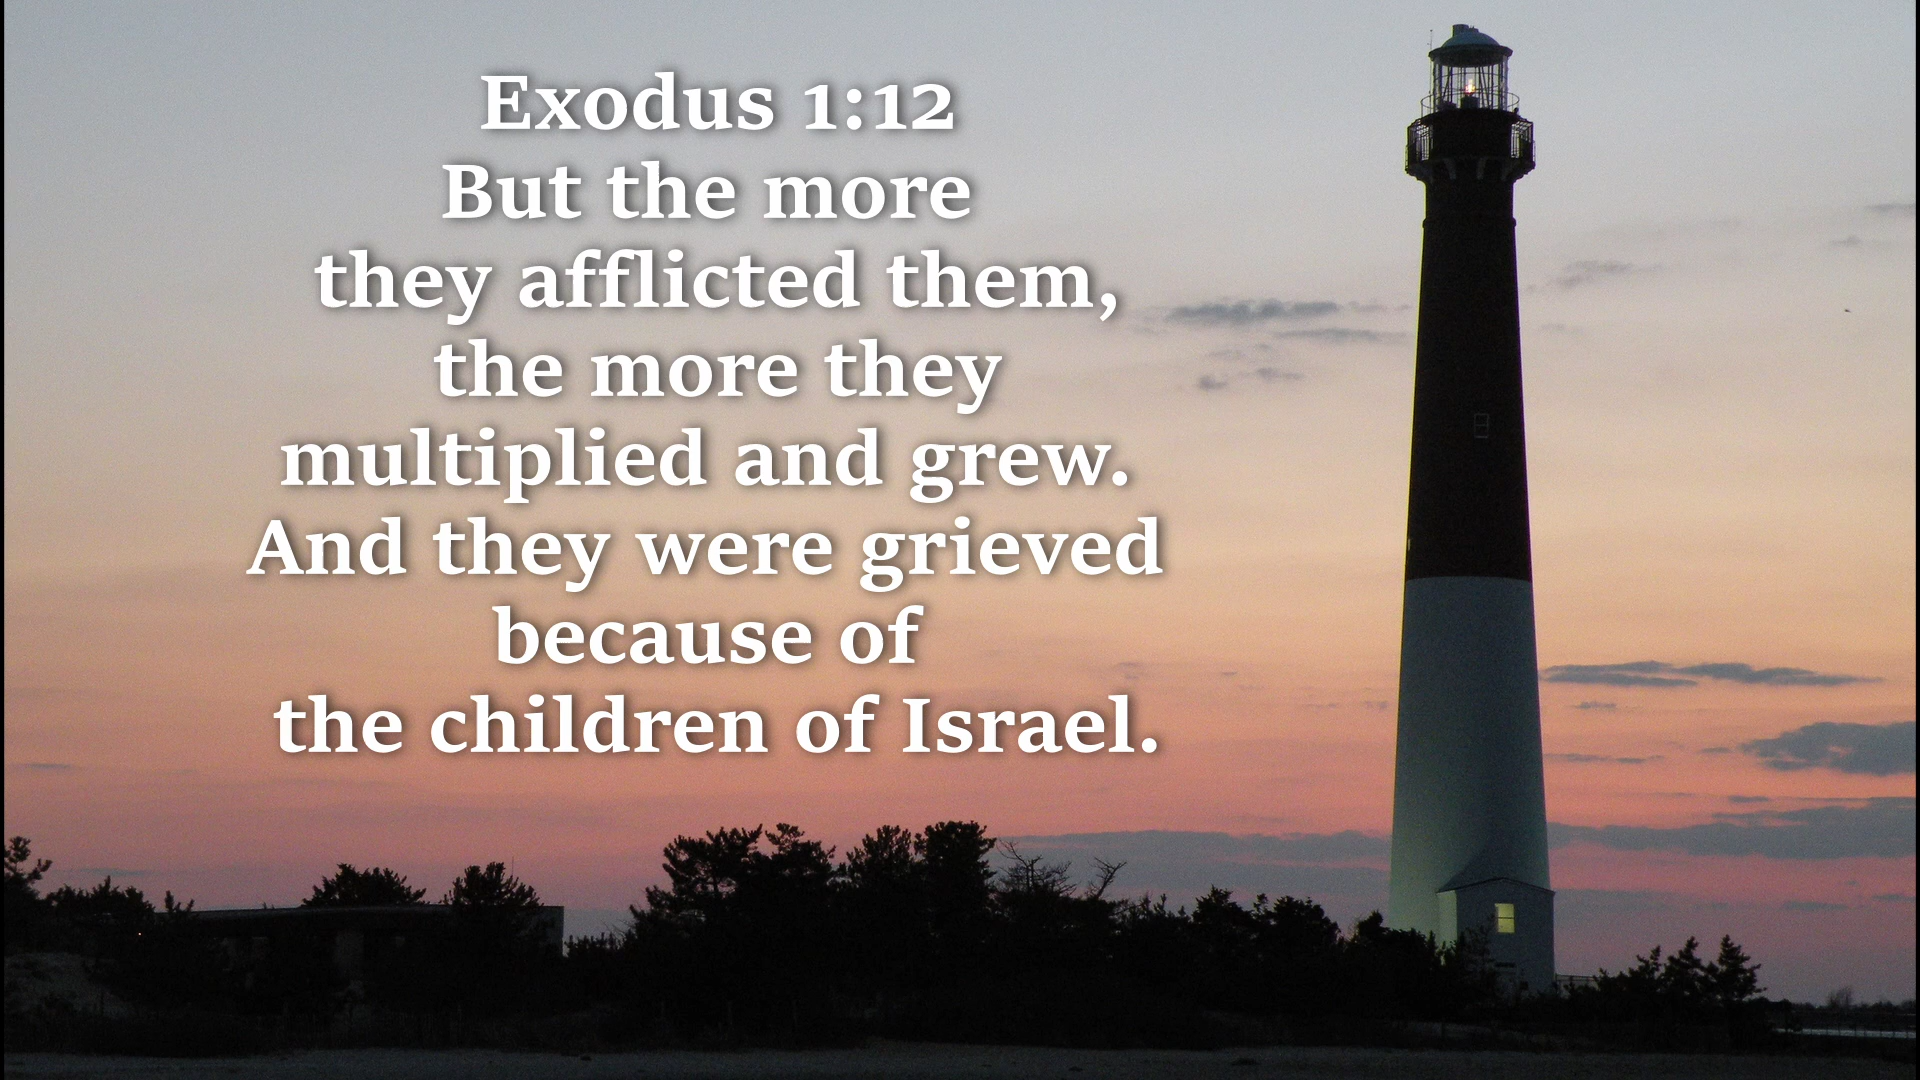 Exodus 1:12
But the more
they afflicted them,
the more they
multiplied and grew.
And they were grieved
because of
the children of Israel.